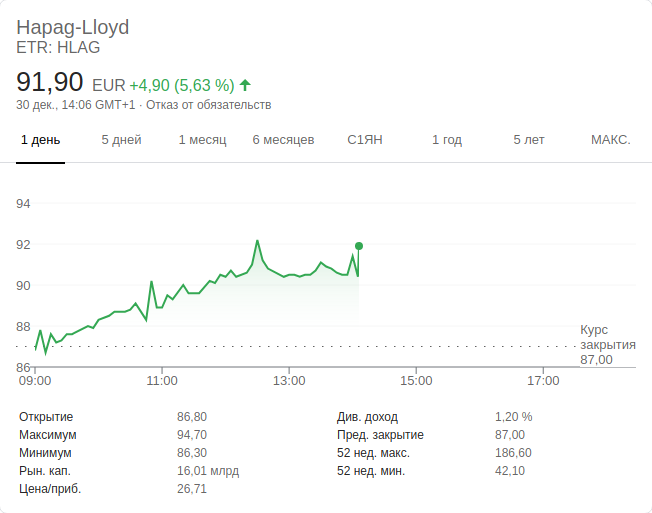 Hapag-Lloyd
ETR: HLAG
91,90 EUR +4,90 (5,63 %)
30 дек., 14:06 GMT+1 · Отказ от обязательств
1 день 5 дней 1 месяц 6 месяцев С1ЯН 1 год 5 лет МАКС.
94
92
90
88
86
Курс
закрытия
87,00
09:00 11:00 13:00 15:00 17:00
Открытие 86,80 Див. доход 1,20 %
Максимум 94,70 Пред. закрытие 87,00
Минимум 86,30 52 нед. макс. 186,60
Рын. кап. 16,01 млрд 52 нед. мин. 42,10
Цена/приб. 26,71